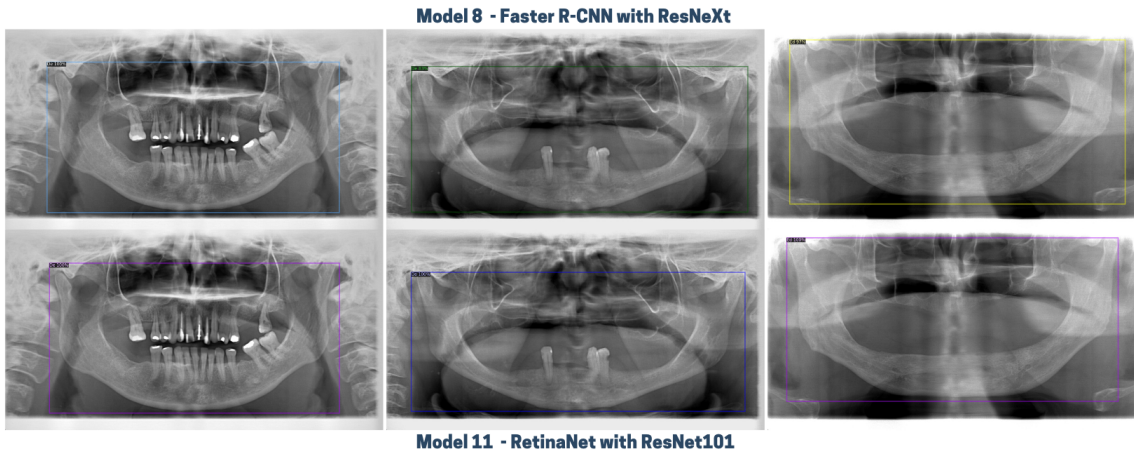 Model 8 - Faster R-CNN with ResNeXt
Model 11 - RetinaNet with ResNet101